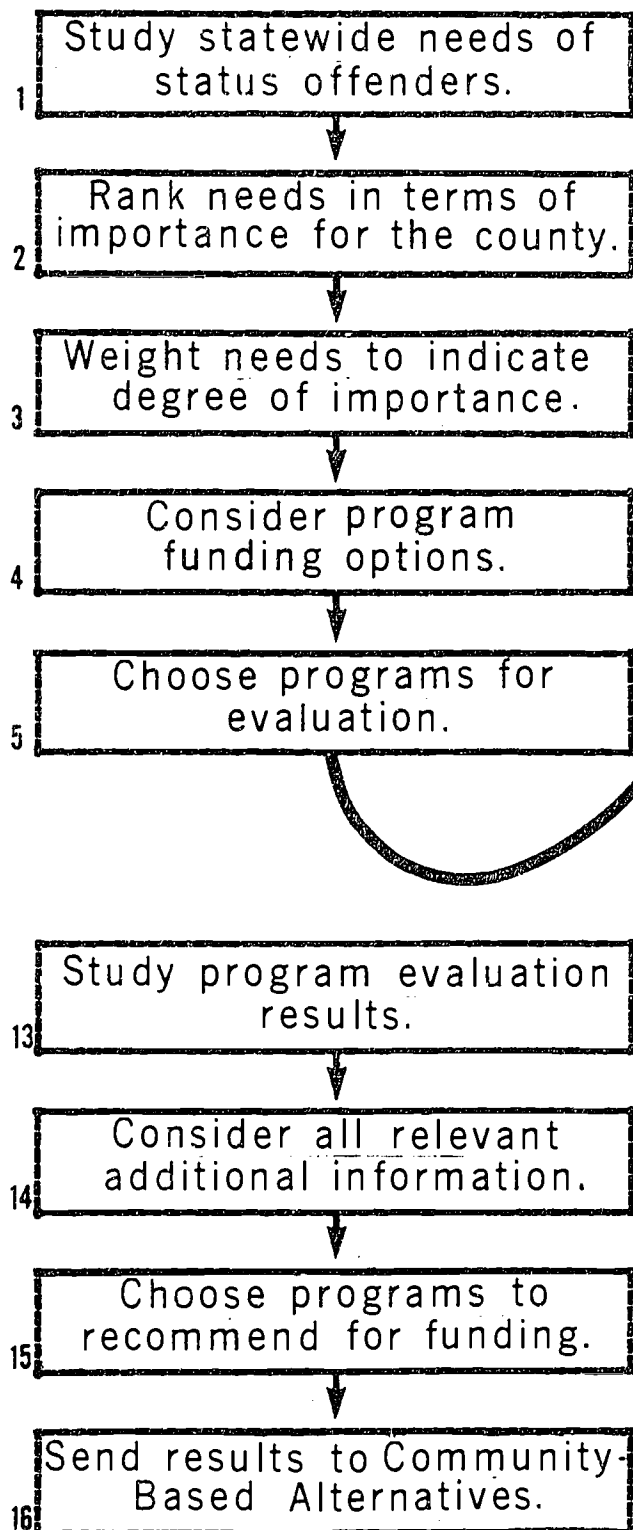 Study statewide needs of
status offenders.
1
Rank needs in terms of
importance for the county.
2
Weight needs to indicate
degree of importance.
3
Consider program
funding options.
4
Choose programs for
evaluation.
5
Study program evaluation
results.
13
Consider all relevant
additional information.
14
Choose programs to
recommend for funding.
15
Send results to Community-
Based Alternatives.
16